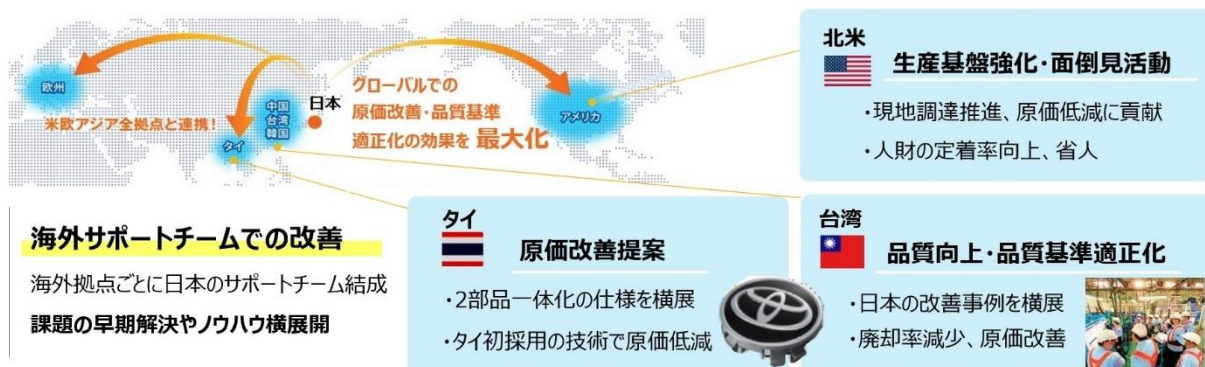 欧州
米欧アジア全拠点と連携!
タイ
中国
台湾
韓国
日本
グローバルでの
原価改善・品質基準
適正化の効果を 最大化
アメリカ
北米
生産基盤強化・面倒見活動
・現地調達推進、原価低減に貢献
・人財の定着率向上、省人
海外サポートチームでの改善
海外拠点ごとに日本のサポートチーム結成
課題の早期解決やノウハウ横展開
タイ
原価改善提案
・2部品一体化の仕様を横展
・タイ初採用の技術で原価低減
台湾
品質向上・品質基準適正化
・日本の改善事例を横展
・廃却率減少、原価改善